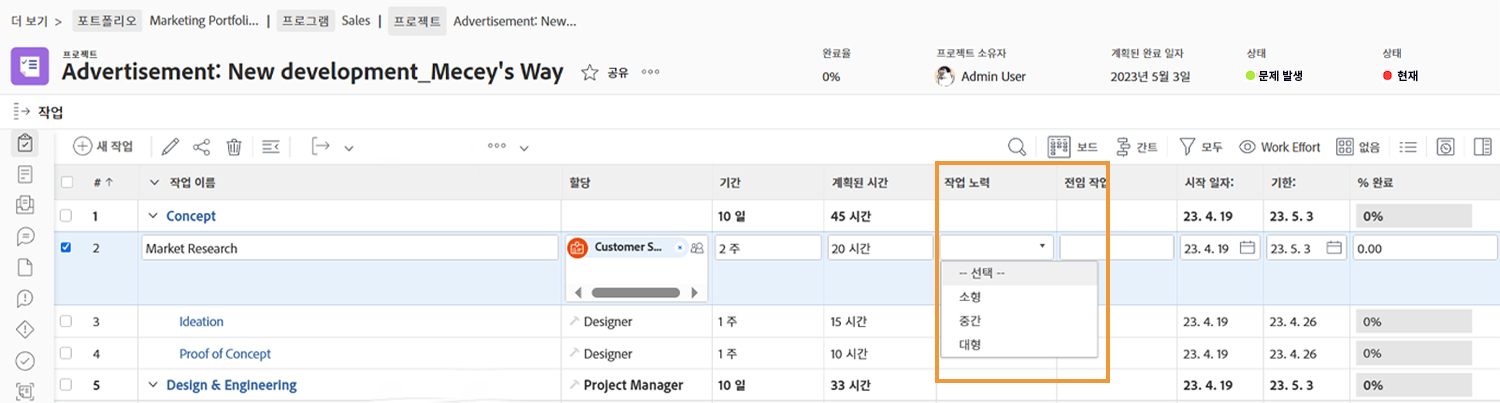 더 보기 > 포트폴리오 Marketing Portfoli... | 프로그램 Sales | 프로젝트 Advertisement: New...
프로젝트
Advertisement: New development_Mecey's Way 공유
완료율 프로젝트 소유자 계획된 완료 일자 상태 상태
0% Admin User 2023년 5월 3일 문제 발생 현재
작업
새 작업 보드 간트 모두 Work Effort 없음
# ↑ 작업 이름 할당 기간 계획된 시간 작업 노력 전임 작업 시작 일자: 기한: % 완료
1 Concept 10 일 45 시간 23. 4. 19 23. 5. 3 0%
2 Market Research Customer S... × 2 주 20 시간 23. 4. 19 23. 5. 3 0.00
-- 선택 --
소형
중간
대형
3 Ideation Designer 1 주 15 시간 23. 4. 19 23. 4. 26 0%
4 Proof of Concept Designer 1 주 10 시간 23. 4. 19 23. 4. 26 0%
5 Design & Engineering Project Manager 10 일 33 시간 23. 4. 19 23. 5. 3 0%